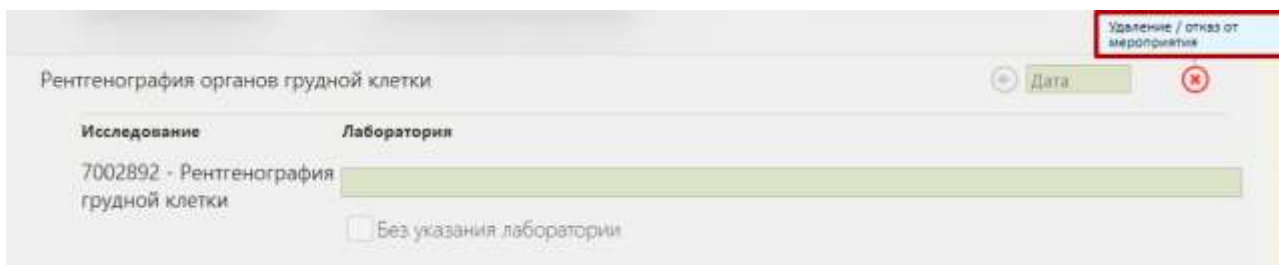 Удаление / отказ от
мероприятия
Рентгенография органов грудной клетки
Дата
Исследование
Лаборатория
7002892 - Рентгенография
грудной клетки
Без указания лаборатории